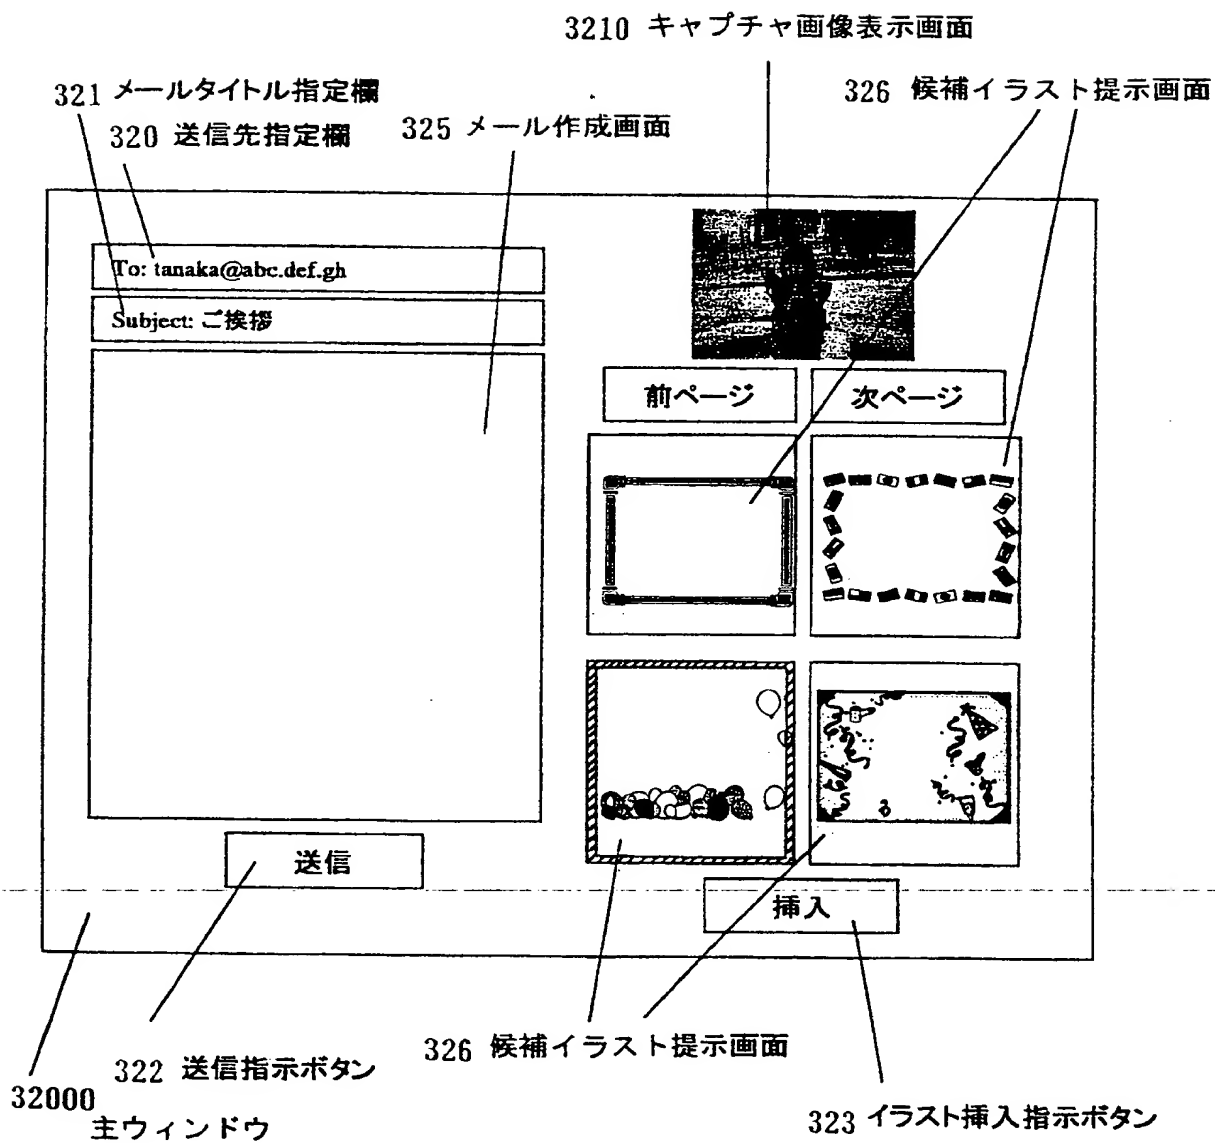 3210 キャプチャ画像表示画面
321 メールタイトル指定欄
326 候補イラスト提示画面
320 送信先指定欄
325 メール作成画面
To: tanaka@abc.def.gh
Subject: ご挨拶
前ページ
次ページ
送信
挿入
326 候補イラスト提示画面
322 送信指示ボタン
32000
主ウィンドウ
323 イラスト挿入指示ボタン